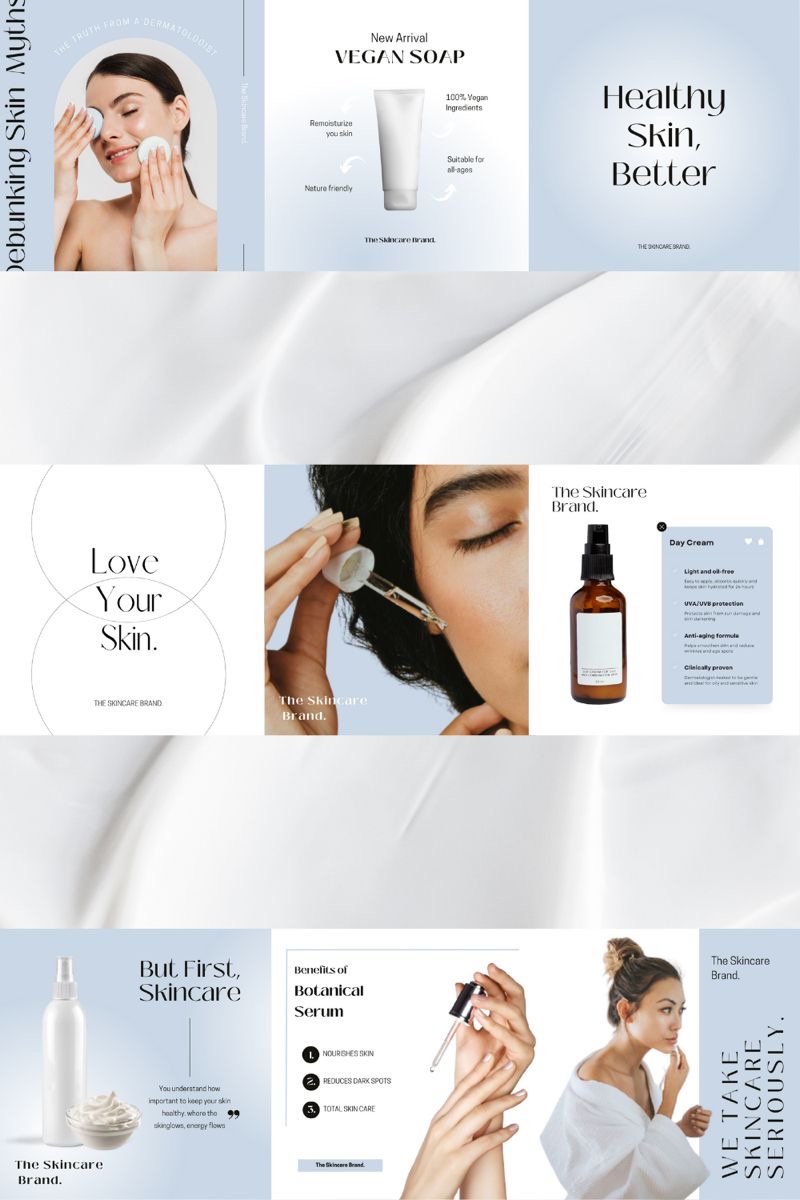 Debunking Skin Myths
THE TRUTH FROM A DERMATOLOGIST
The Skincare Brand.
New Arrival
VEGAN SOAP
Remoisturize
you skin
Nature friendly
100% Vegan
Ingredients
Suitable for
all-ages
The Skincare Brand.
Healthy
Skin,
Better
THE SKINCARE BRAND.
Love
Your
Skin.
THE SKINCARE BRAND.
The Skincare
Brand.
The Skincare
Brand.
Day Cream
Light and oil-free
Easy to apply, absorbs quickly and
keeps skin hydrated for 24 hours
UVA/UVB protection
Protects skin from sun damage and
skin darkening
Anti-aging formula
Helps smoothen skin and reduce
wrinkles and age spots
Clinically proven
Dermatologist-tested to be gentle
and ideal for oily and sensitive skin
But First,
Skincare
You understand how
important to keep your skin
healthy. where the
skinglows, energy flows
The Skincare
Brand.
Benefits of
Botanical
Serum
1. NOURISHES SKIN
2. REDUCES DARK SPOTS
3. TOTAL SKIN CARE
The Skincare Brand.
The Skincare
Brand.
WE TAKE
SKINCARE
SERIOUSLY.